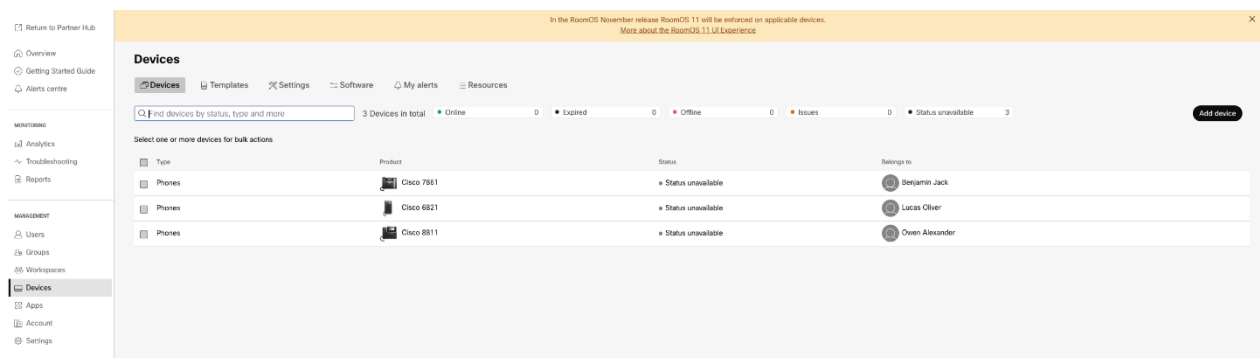 In the RoomOS November release RoomOS 11 will be enforced on applicable devices.
More about the RoomOS 11 UI Experience
Return to Partner Hub
Overview
Getting Started Guide
Alerts centre
MONITORING
Analytics
Troubleshooting
Reports
MANAGEMENT
Users
Groups
Workspaces
Devices
Apps
Account
Settings
Devices
Devices Templates Settings Software My alerts Resources
Find devices by status, type and more 3 Devices in total Online 0 Expired 0 Offline 0 Issues 0 Status unavailable 3 Add device
Select one or more devices for bulk actions
Type Product Status Belongs to
Phones Cisco 7861 Status unavailable Benjamin Jack
Phones Cisco 6821 Status unavailable Lucas Oliver
Phones Cisco 8811 Status unavailable Owen Alexander